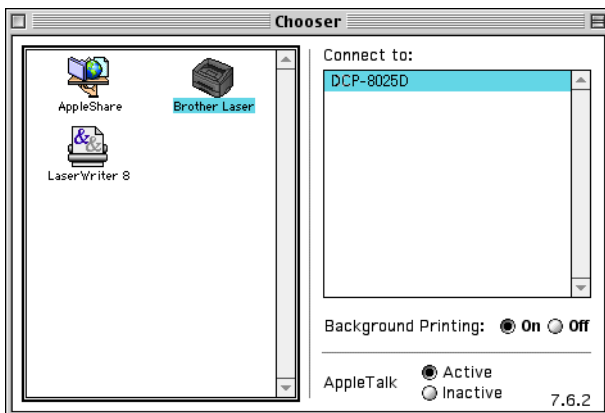 Chooser
AppleShare
Brother Laser
LaserWriter 8
Connect to:
DCP-8025D
Background Printing: On Off
AppleTalk Active
Inactive
7.6.2